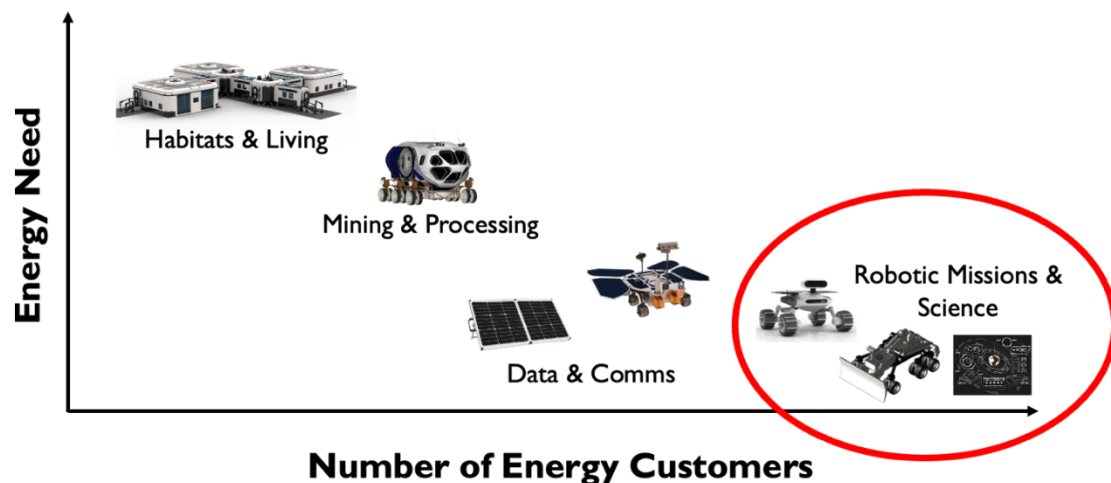 Energy Need
Habitats & Living
Mining & Processing
Robotic Missions &
Science
Data & Comms
Number of Energy Customers